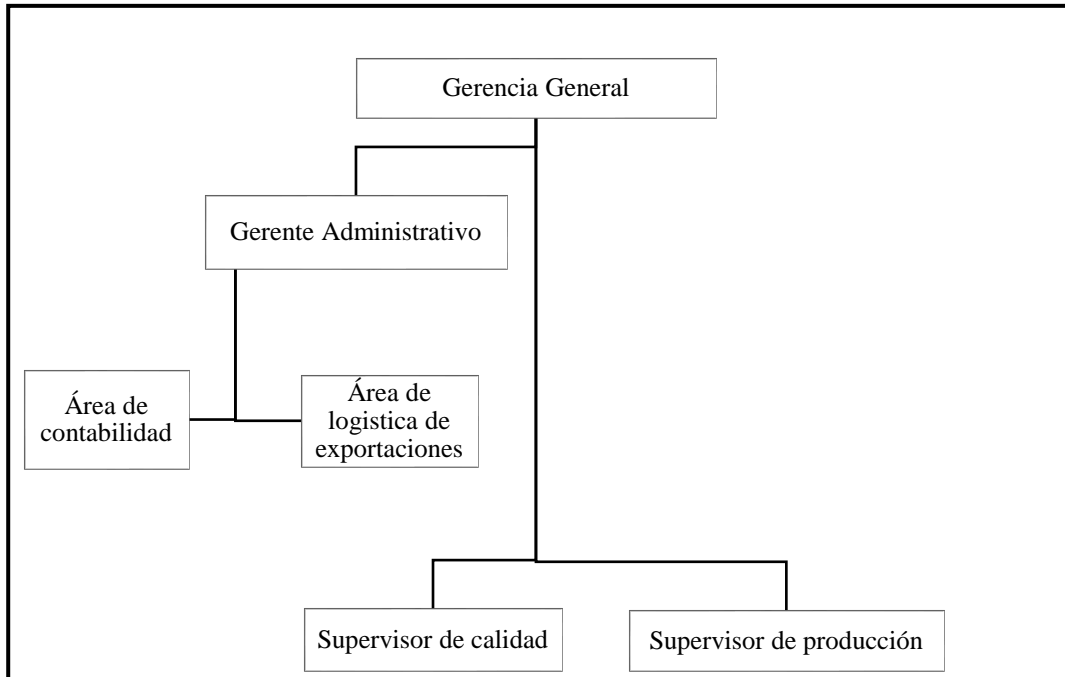 Gerencia General
Gerente Administrativo
Área de
contabilidad
Área de
logistica de
exportaciones
Supervisor de calidad
Supervisor de producción